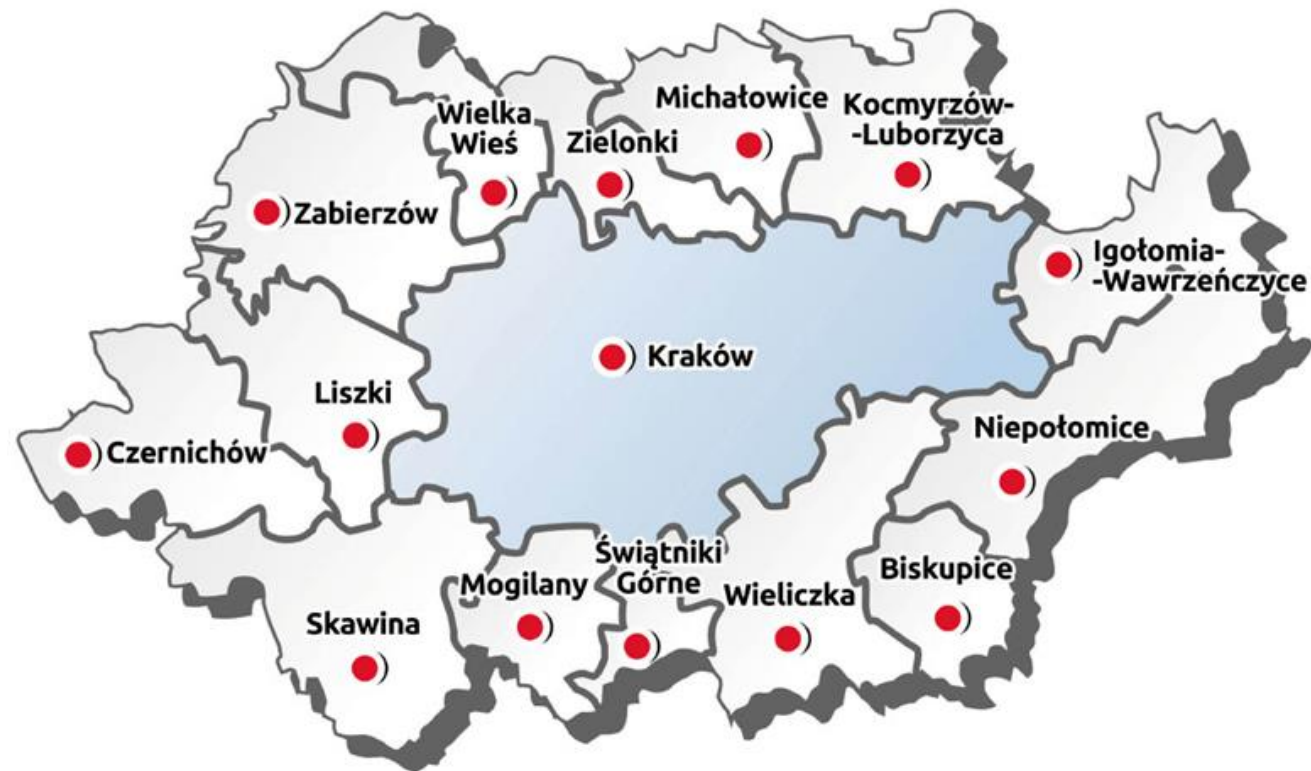 Michałowice
Kocmyrzów-
-Luborzyca
Wielka
Wieś
Zielonki
Zabierzów
Igołomia-
-Wawrzeńczyce
Kraków
Liszki
Niepołomice
Czernichów
Świątniki
Górne
Biskupice
Mogilany
Wieliczka
Skawina